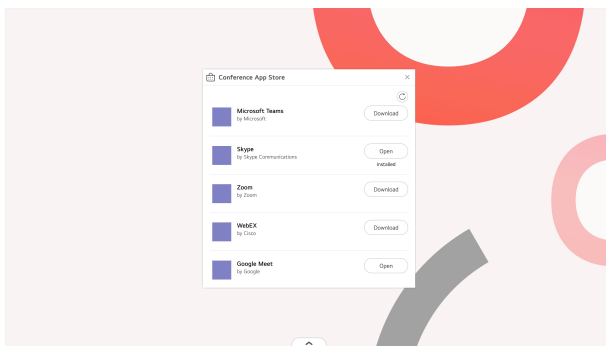 Conference App Store
Microsoft Teams
by Microsoft
Download
Skype
by Skype Communications
Open
Installed
Zoom
by Zoom
Download
WebEX
by Cisco
Download
Google Meet
by Google
Open